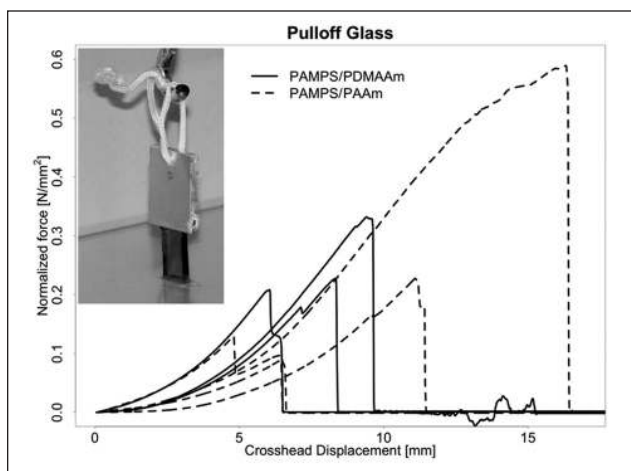 Pulloff Glass
PAMPS/PDMAAm
PAMPS/PAAm
Normalized force [N/mm²]
0.6
0.5
0.4
0.3
0.2
0.1
0.0
0
5
10
15
Crosshead Displacement [mm]